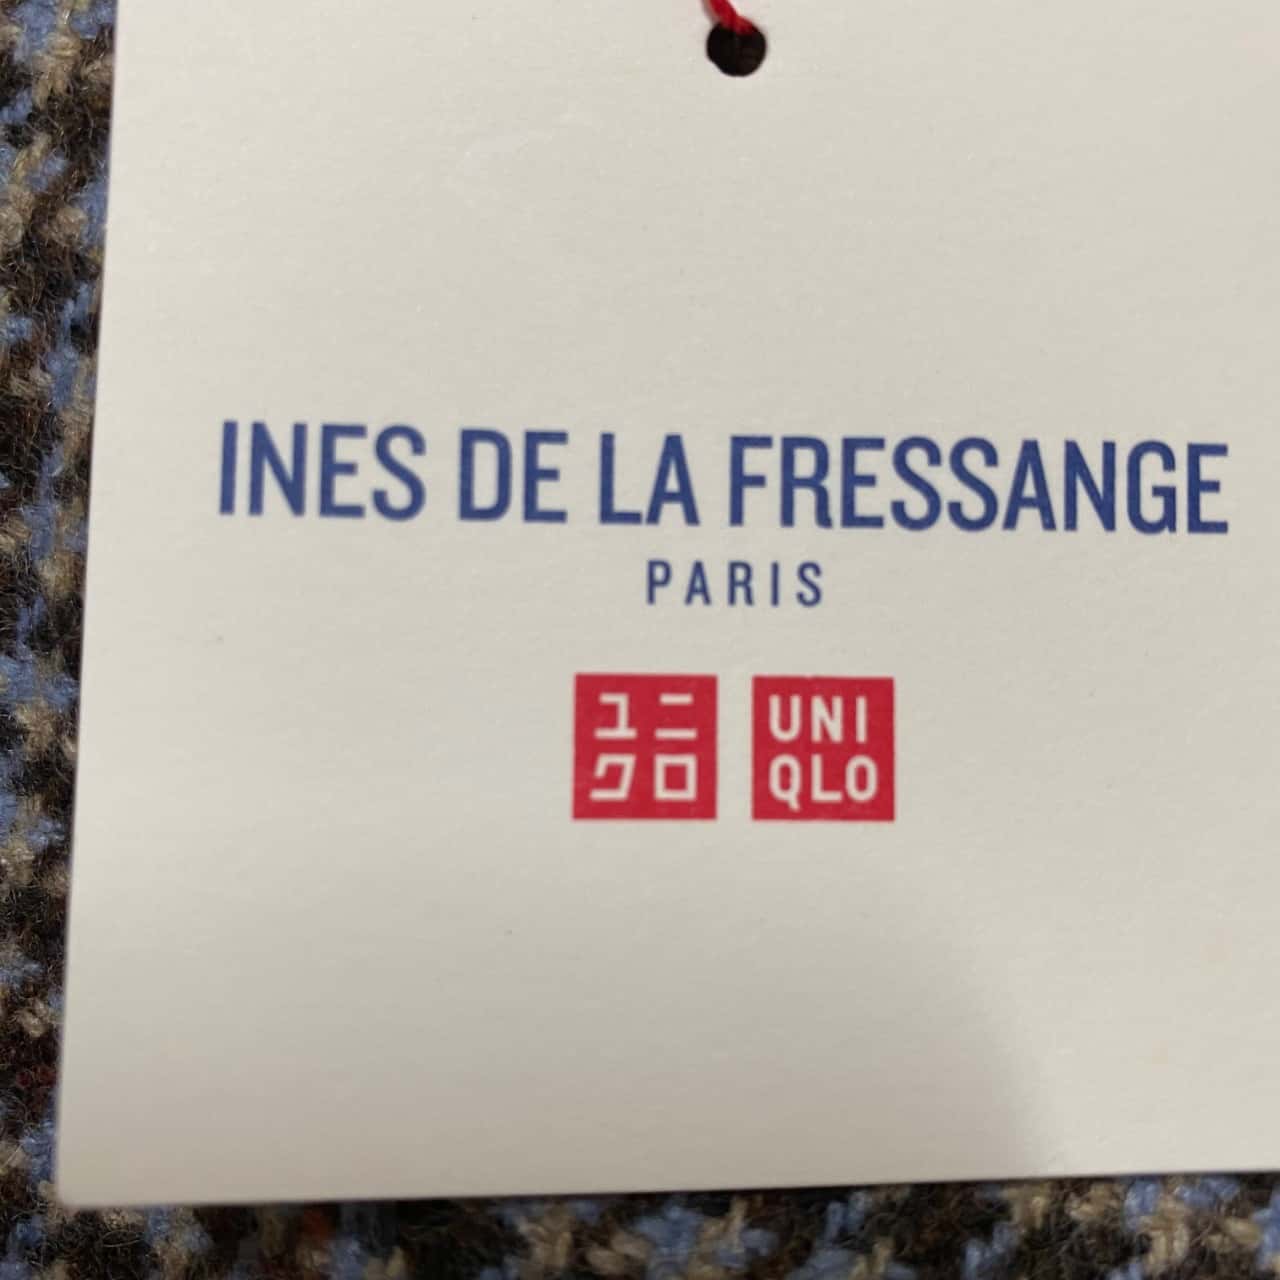 INES DE LA FRESSANGE
PARIS
ユニ UNI
クロ QLO